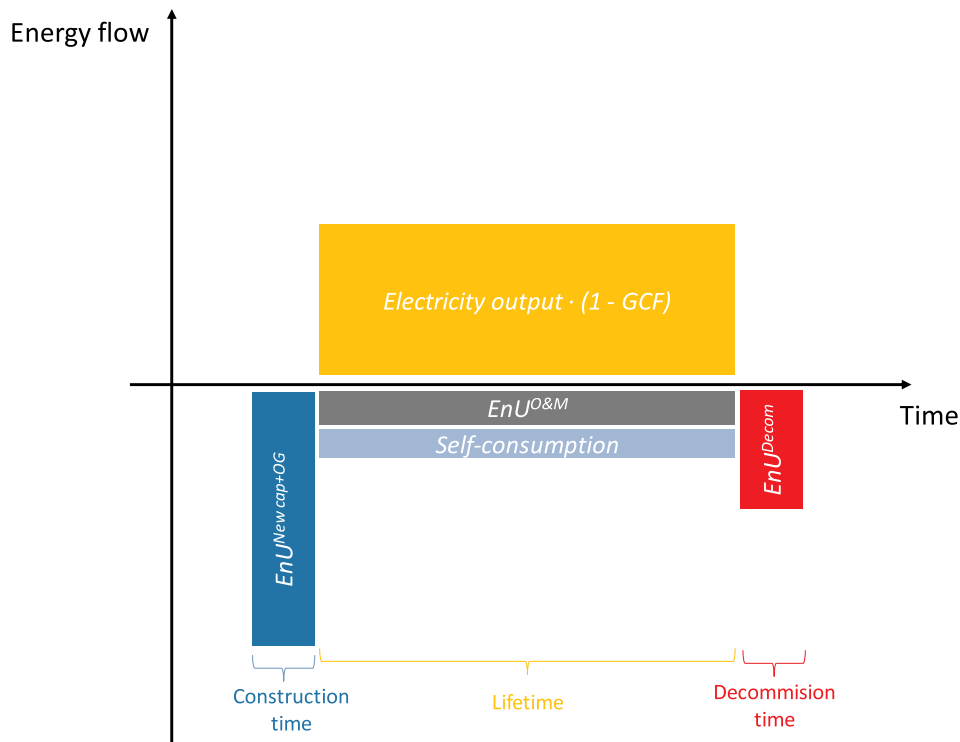 Energy flow
Electricity output · (1 - GCF)
Time
EnU^O&M
Self-consumption
EnU^New cap+OG
EnU^Decom
Construction
time
Lifetime
Decommision
time